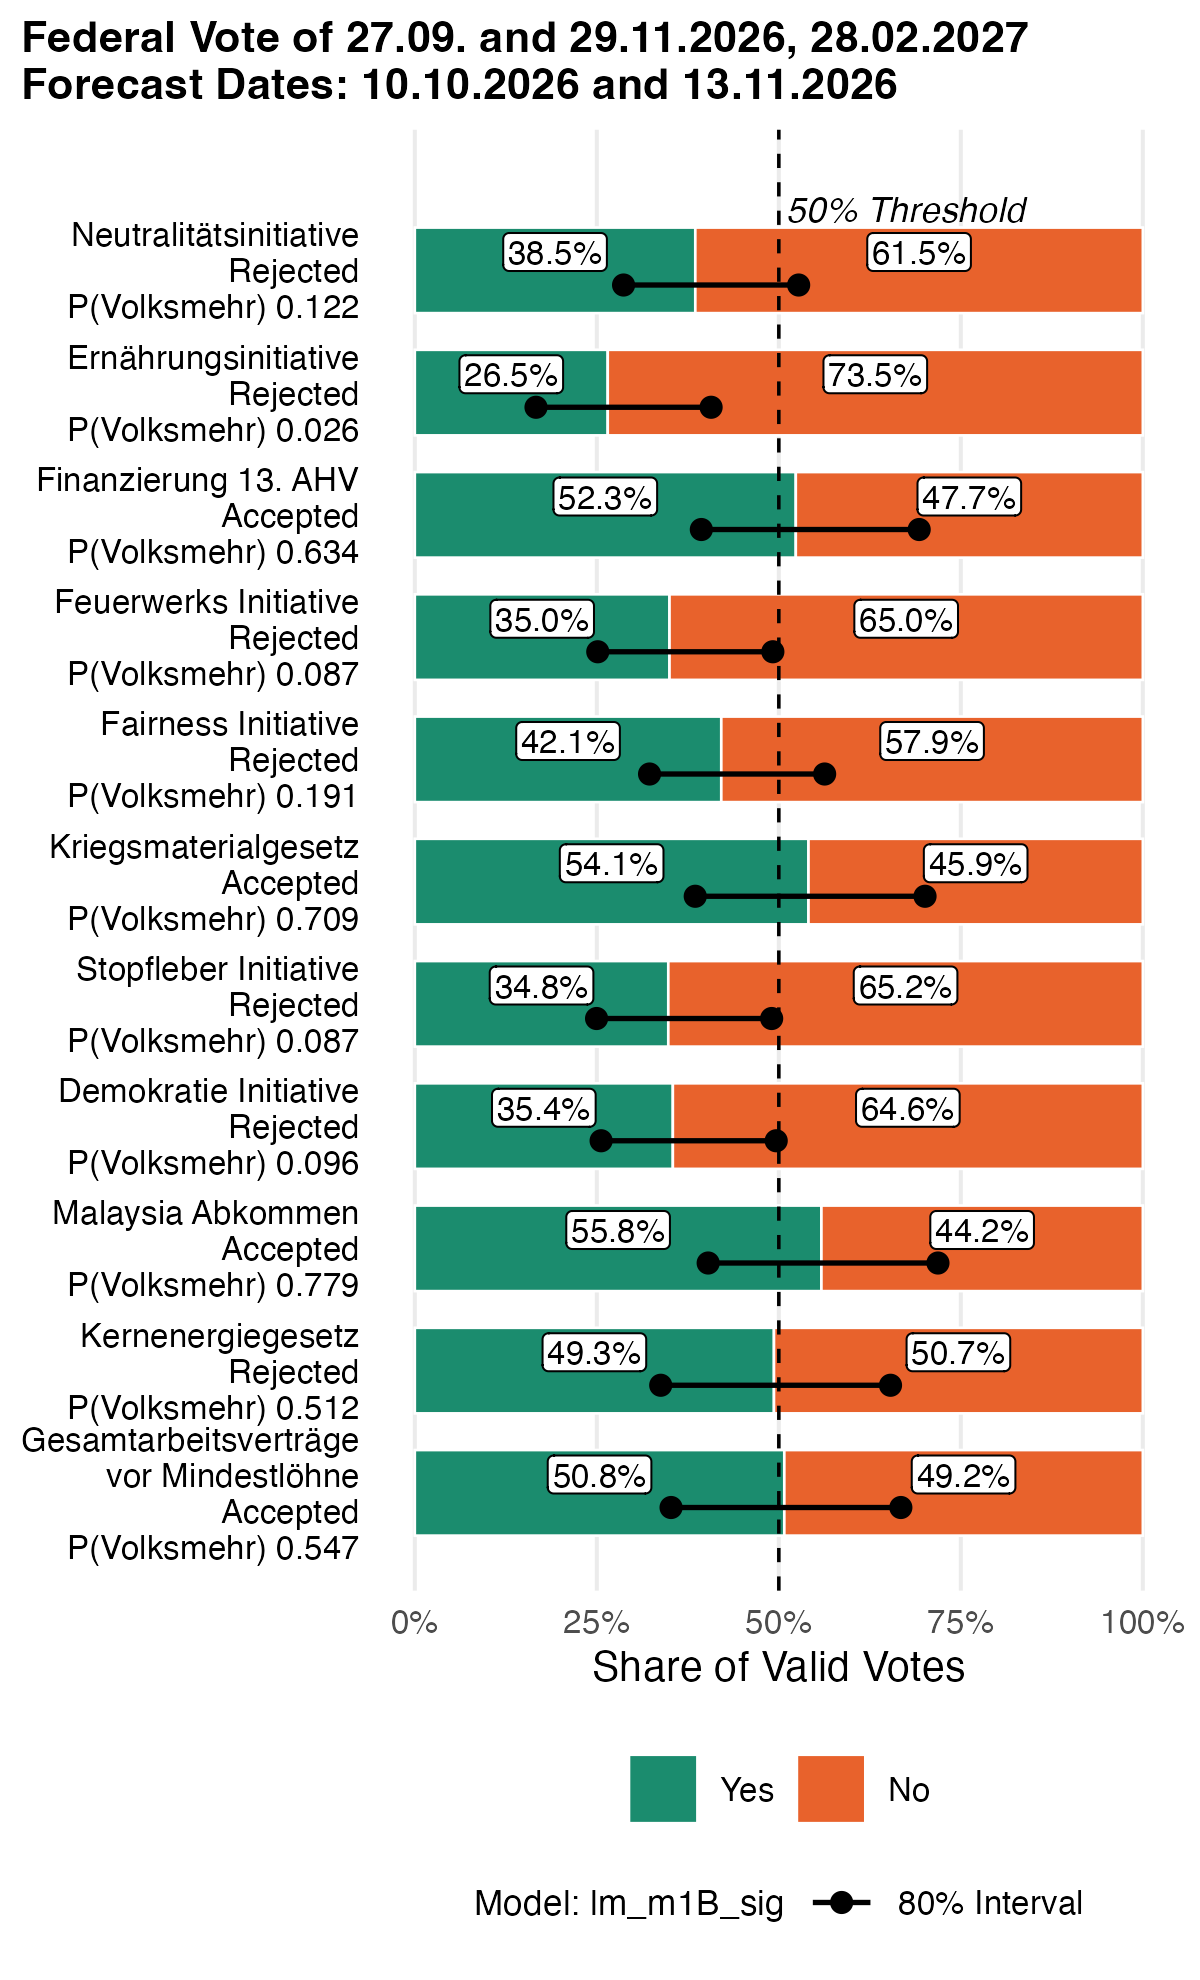 Federal Vote of 27.09. and 29.11.2026, 28.02.2027
Forecast Dates: 10.10.2026 and 13.11.2026
50% Threshold
Neutralitätsinitiative
Rejected
P(Volksmehr) 0.122
38.5%
61.5%
Ernährungsinitiative
Rejected
P(Volksmehr) 0.026
26.5%
73.5%
Finanzierung 13. AHV
Accepted
P(Volksmehr) 0.634
52.3%
47.7%
Feuerwerks Initiative
Rejected
P(Volksmehr) 0.087
35.0%
65.0%
Fairness Initiative
Rejected
P(Volksmehr) 0.191
42.1%
57.9%
Kriegsmaterialgesetz
Accepted
P(Volksmehr) 0.709
54.1%
45.9%
Stopfleber Initiative
Rejected
P(Volksmehr) 0.087
34.8%
65.2%
Demokratie Initiative
Rejected
P(Volksmehr) 0.096
35.4%
64.6%
Malaysia Abkommen
Accepted
P(Volksmehr) 0.779
55.8%
44.2%
Kernenergiegesetz
Rejected
P(Volksmehr) 0.512
49.3%
50.7%
Gesamtarbeitsverträge
vor Mindestlöhne
Accepted
P(Volksmehr) 0.547
50.8%
49.2%
0% 25% 50% 75% 100%
Share of Valid Votes
Yes No
Model: lm_m1B_sig 80% Interval